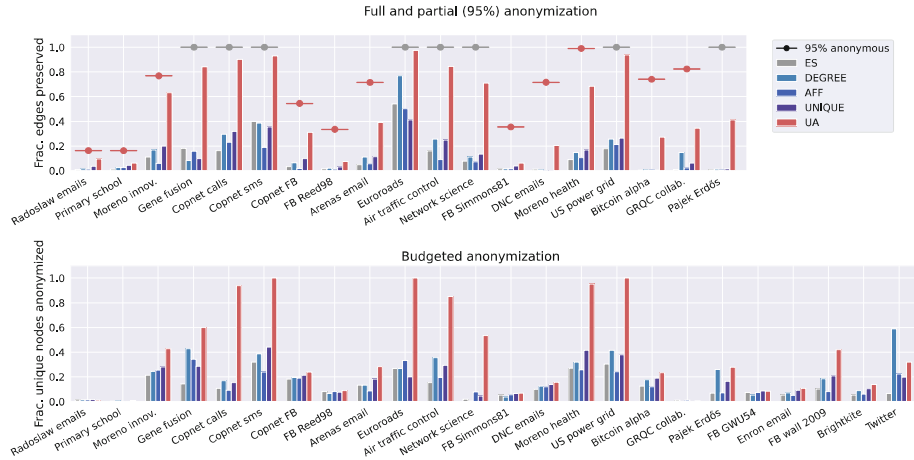 Full and partial (95%) anonymization
Frac. edges preserved
1.0
0.8
0.6
0.4
0.2
0.0
Radoslaw emails
Primary school
Moreno innov.
Gene fusion
Copnet calls
Copnet sms
Copnet FB
FB Reed98
Arenas email
Euroroads
Air traffic control
Network science
FB Simmons81
DNC emails
Moreno health
US power grid
Bitcoin alpha
GRQC collab.
Pajek Erdős
95% anonymous
ES
DEGREE
AFF
UNIQUE
UA
Budgeted anonymization
Frac. unique nodes anonymized
1.0
0.8
0.6
0.4
0.2
0.0
Radoslaw emails
Primary school
Moreno innov.
Gene fusion
Copnet calls
Copnet sms
Copnet FB
FB Reed98
Arenas email
Euroroads
Air traffic control
Network science
FB Simmons81
DNC emails
Moreno health
US power grid
Bitcoin alpha
GRQC collab.
Pajek Erdős
FB GWU54
Enron email
FB wall 2009
Brightkite
Twitter